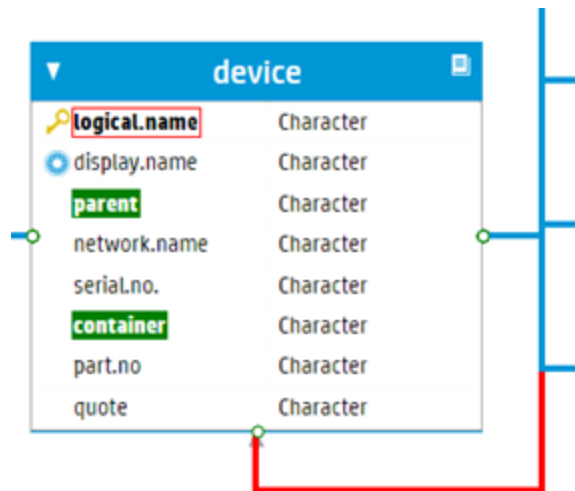 device
logical.name Character
display.name Character
parent Character
network.name Character
serial.no. Character
container Character
part.no Character
quote Character